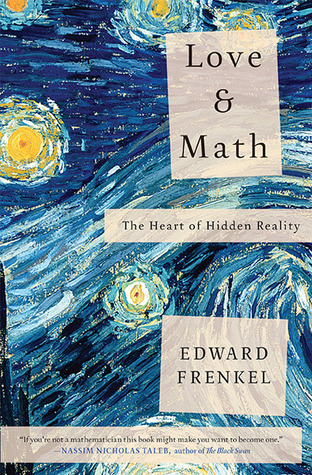 Love
&
Math
The Heart of Hidden Reality
EDWARD
FRENKEL
“If you're not a mathematician this book might make you want to become one.”
—NASSIM NICHOLAS TALEB, author of The Black Swan